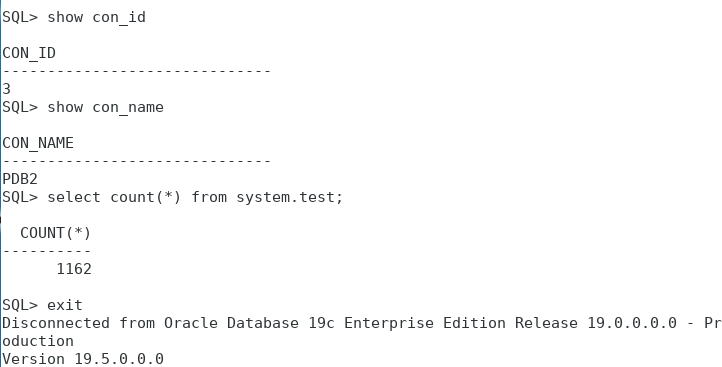 SQL> show con_id
CON_ID
------------------------------
3
SQL> show con_name
CON_NAME
------------------------------
PDB2
SQL> select count(*) from system.test;
COUNT(*)
----------
1162
SQL> exit
Disconnected from Oracle Database 19c Enterprise Edition Release 19.0.0.0.0 - Pr
oduction
Version 19.5.0.0.0